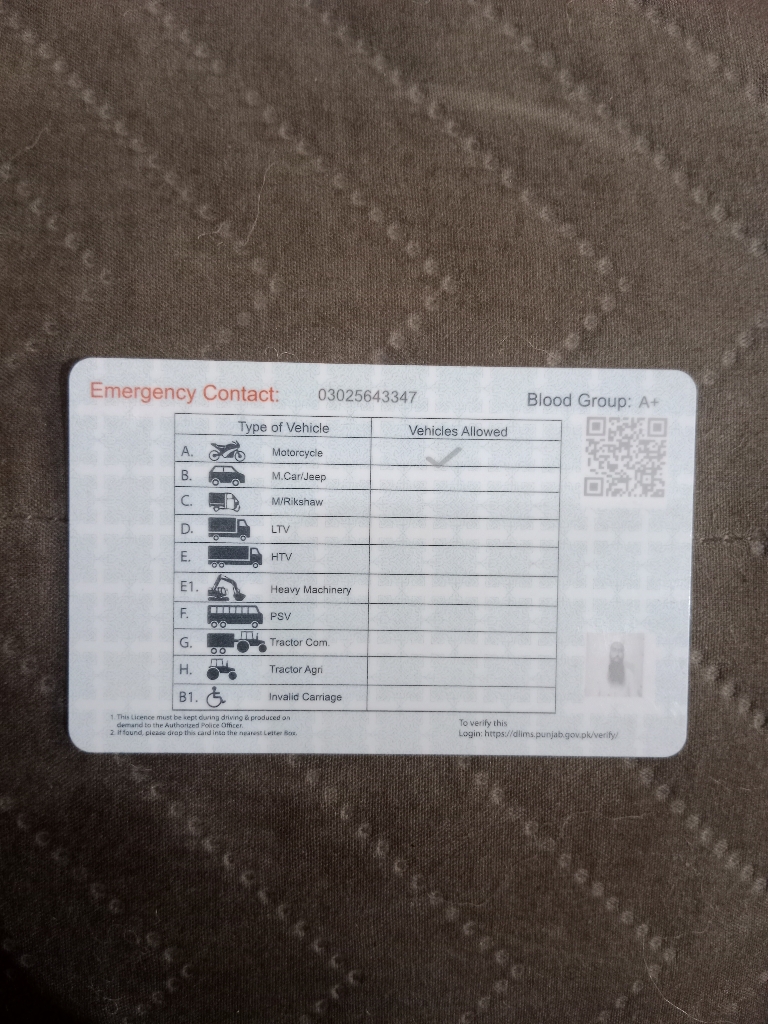 Emergency Contact: 03025643347 Blood Group: A+
Type of Vehicle Vehicles Allowed
A. Motorcycle ✓
B. M.Car/Jeep
C. M/Rikshaw
D. LTV
E. HTV
E1. Heavy Machinery
F. PSV
G. Tractor Com.
H. Tractor Agri
B1. Invalid Carriage
1. This Licence must be kept during driving & produced on
demand to the Authorized Police Officer.
2. If found, please drop this card into the nearest Letter Box.
To verify this
Login: https://dlims.punjab.gov.pk/verify/